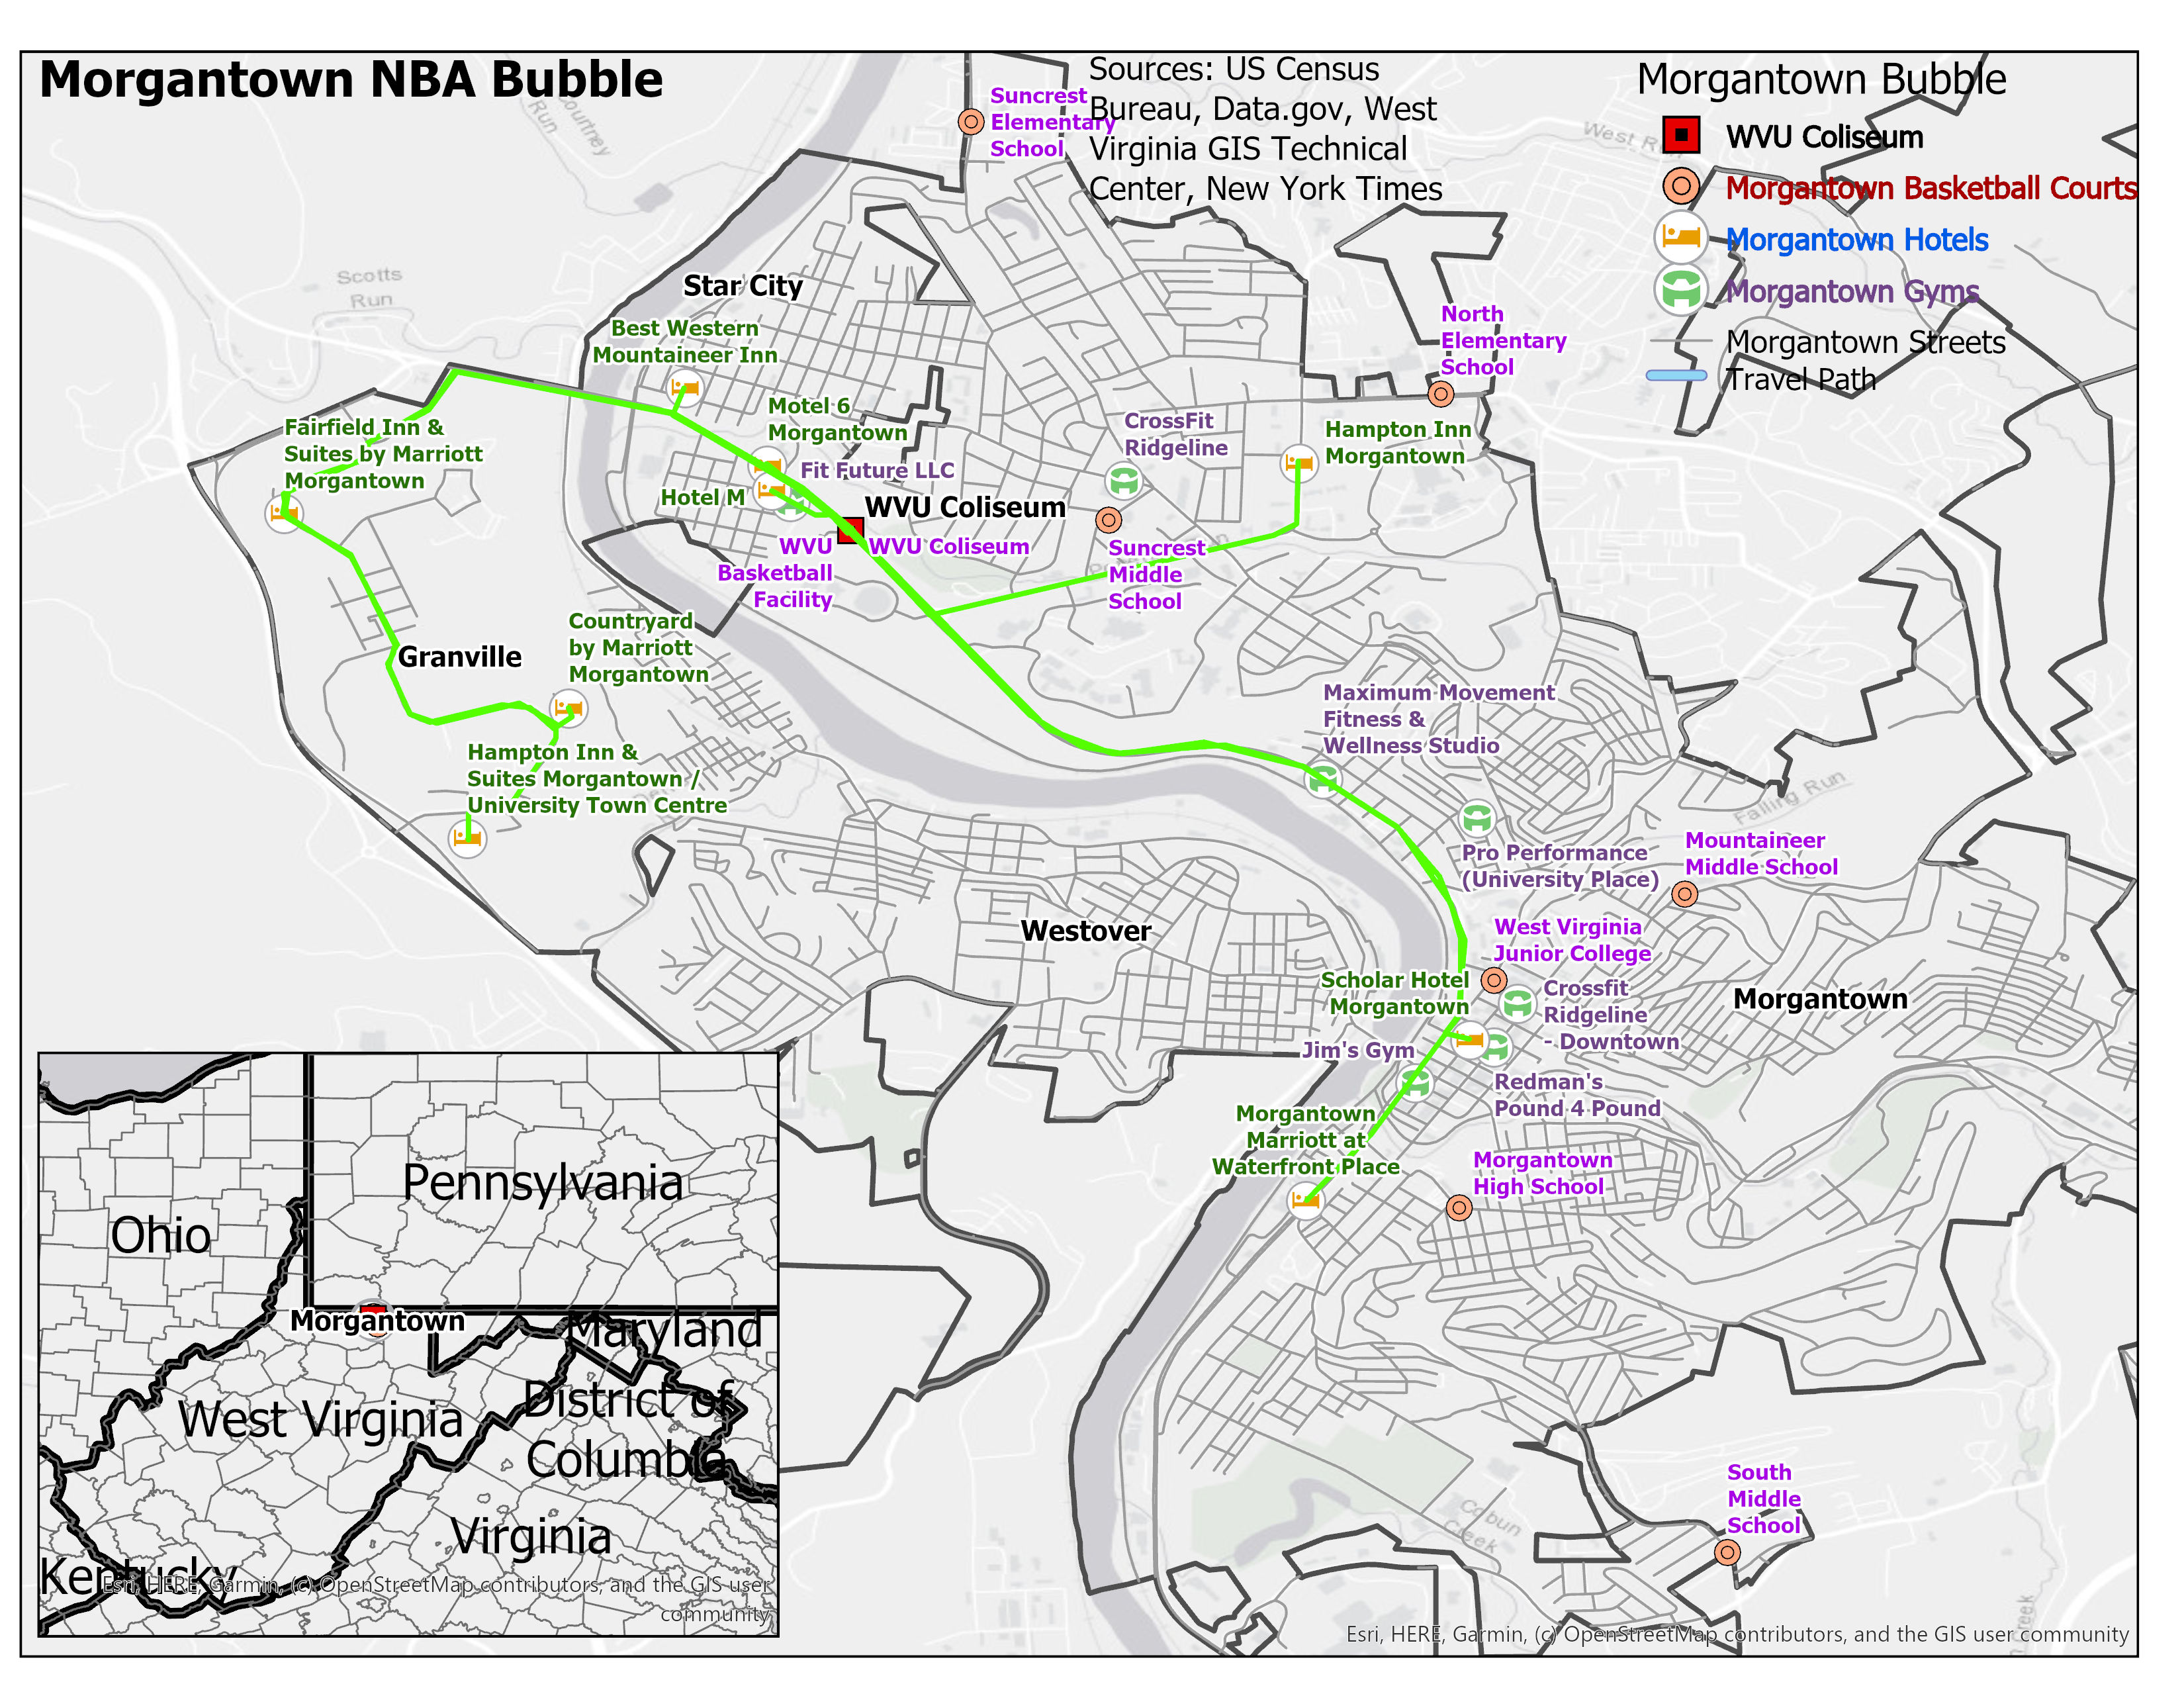 Morgantown NBA Bubble
Sources: US Census
Bureau, Data.gov, West
Virginia GIS Technical
Center, New York Times
Morgantown Bubble
WVU Coliseum
Morgantown Basketball Courts
Morgantown Hotels
Morgantown Gyms
Morgantown Streets
Travel Path
Courtney
Run
Suncrest
Elementary
School
West Run
Scotts
Run
Star City
Best Western
Mountaineer Inn
North
Elementary
School
Motel 6
Morgantown
Fairfield Inn &
Suites by Marriott
Morgantown
CrossFit
Ridgeline
Hampton Inn
Morgantown
Fit Future LLC
Hotel M
WVU Coliseum
WVU
Basketball
Facility
WVU Coliseum
Suncrest
Middle
School
Countryard
by Marriott
Morgantown
Granville
Maximum Movement
Fitness &
Wellness Studio
Hampton Inn &
Suites Morgantown /
University Town Centre
Falling Run
Pro Performance
(University Place)
Mountaineer
Middle School
Westover
West Virginia
Junior College
Scholar Hotel
Morgantown
Crossfit
Ridgeline
- Downtown
Morgantown
Jim's Gym
Redman's
Pound 4 Pound
Morgantown
Marriott at
Waterfront Place
Morgantown
High School
South
Middle
School
Cobun
Creek
Creek
Pennsylvania
Ohio
Morgantown
Maryland
West Virginia
District of
Columbia
Virginia
Kentucky
Esri, HERE, Garmin, (c) OpenStreetMap contributors, and the GIS user
community
Esri, HERE, Garmin, (c) OpenStreetMap contributors, and the GIS user community